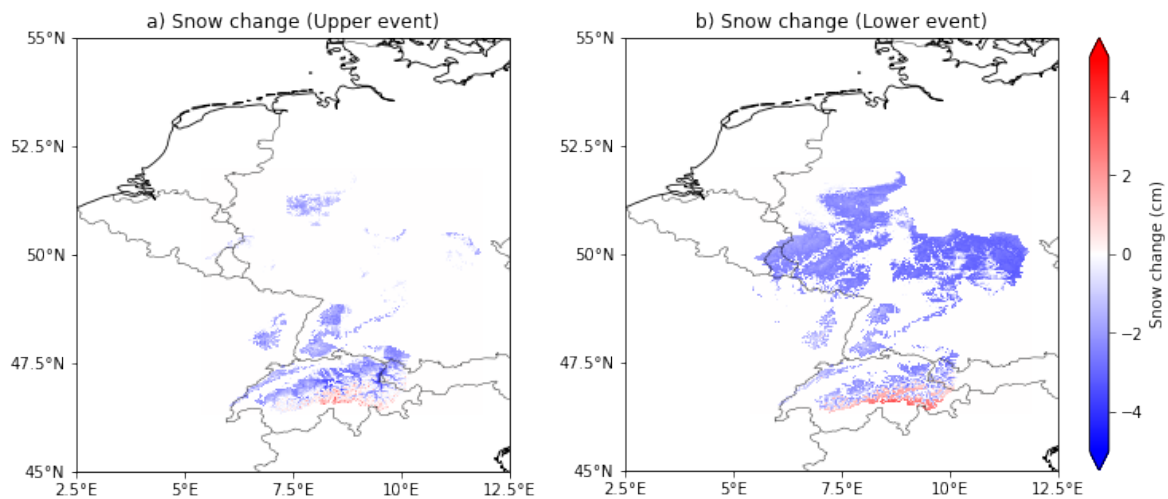 a) Snow change (Upper event)
55°N
52.5°N
50°N
47.5°N
45°N
2.5°E 5°E 7.5°E 10°E 12.5°E
b) Snow change (Lower event)
55°N
52.5°N
50°N
47.5°N
45°N
2.5°E 5°E 7.5°E 10°E 12.5°E
4
2
0
−2
−4
Snow change (cm)